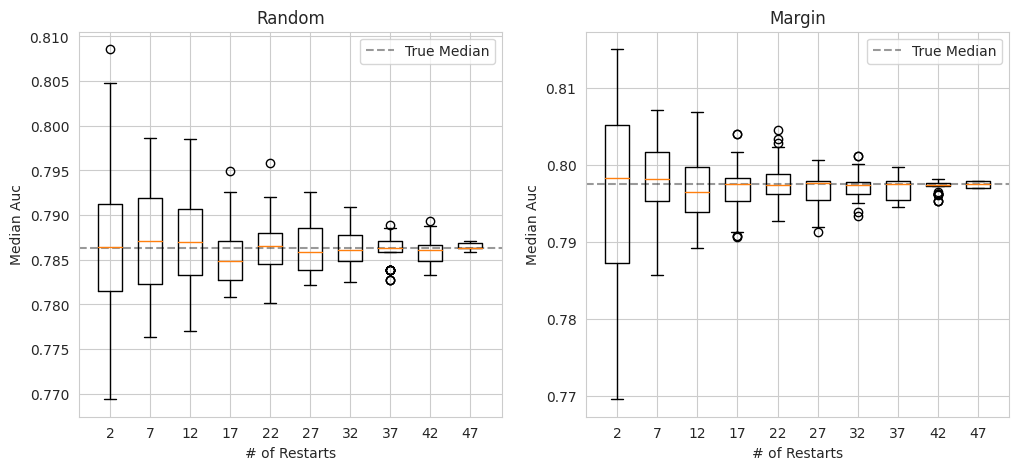 Random
Median Auc
0.810
0.805
0.800
0.795
0.790
0.785
0.780
0.775
0.770
True Median
2 7 12 17 22 27 32 37 42 47
# of Restarts
Margin
Median Auc
0.81
0.80
0.79
0.78
0.77
True Median
2 7 12 17 22 27 32 37 42 47
# of Restarts